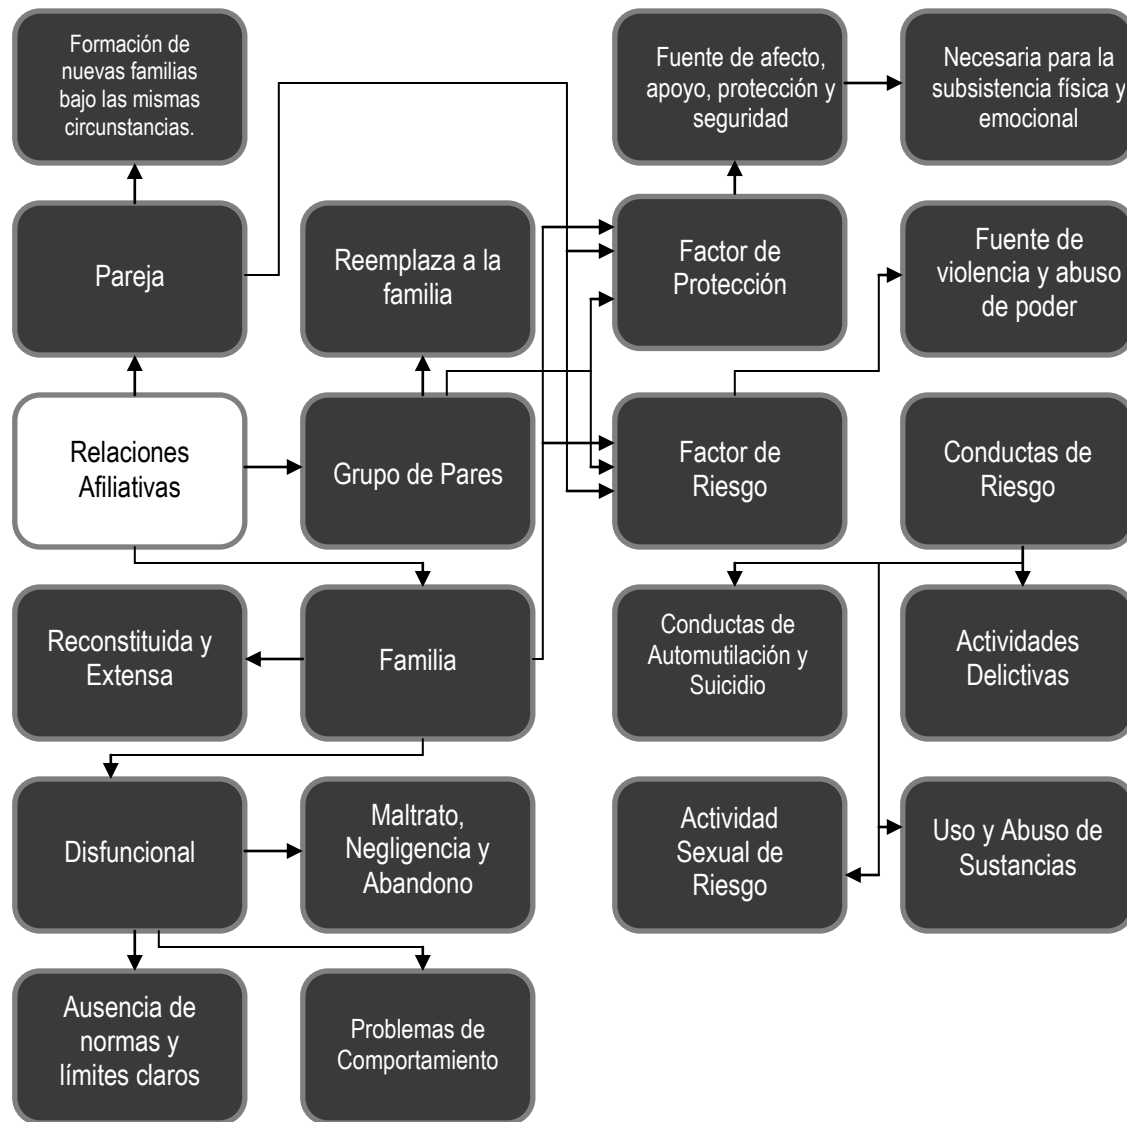 Formación de
nuevas familias
bajo las mismas
circunstancias.
Fuente de afecto,
apoyo, protección y
seguridad
Necesaria para la
subsistencia física y
emocional
Pareja
Reemplaza a la
familia
Factor de
Protección
Fuente de
violencia y abuso
de poder
Relaciones
Afiliativas
Grupo de Pares
Factor de
Riesgo
Conductas de
Riesgo
Reconstituida y
Extensa
Familia
Conductas de
Automutilación y
Suicidio
Actividades
Delictivas
Disfuncional
Maltrato,
Negligencia y
Abandono
Actividad
Sexual de
Riesgo
Uso y Abuso de
Sustancias
Ausencia de
normas y
límites claros
Problemas de
Comportamiento